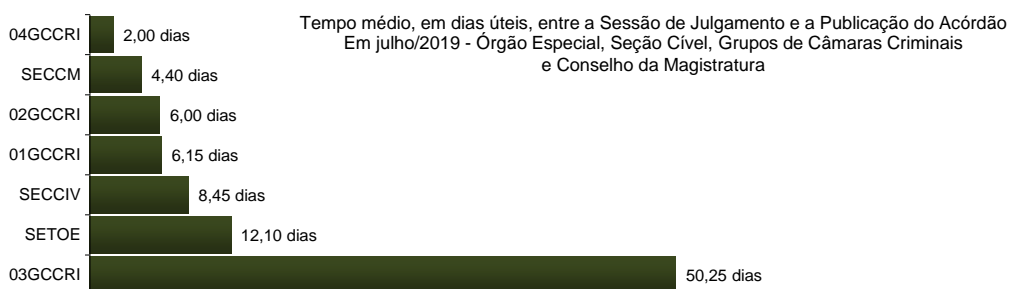 Tempo médio, em dias úteis, entre a Sessão de Julgamento e a Publicação do Acórdão
Em julho/2019 - Órgão Especial, Seção Cível, Grupos de Câmaras Criminais
e Conselho da Magistratura
04GCCRI 2,00 dias
SECCM 4,40 dias
02GCCRI 6,00 dias
01GCCRI 6,15 dias
SECCIV 8,45 dias
SETOE 12,10 dias
03GCCRI 50,25 dias